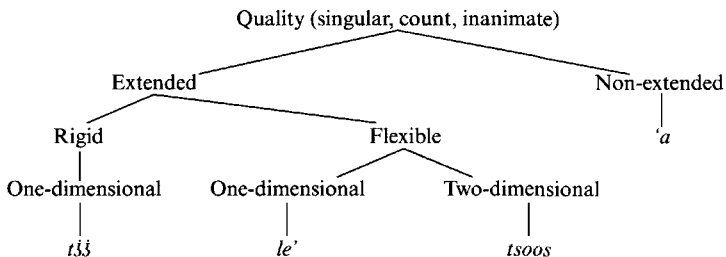 Quality (singular, count, inanimate)
Extended Non-extended
Rigid Flexible ‘a
One-dimensional One-dimensional Two-dimensional
tį́į́ le’ tsoos